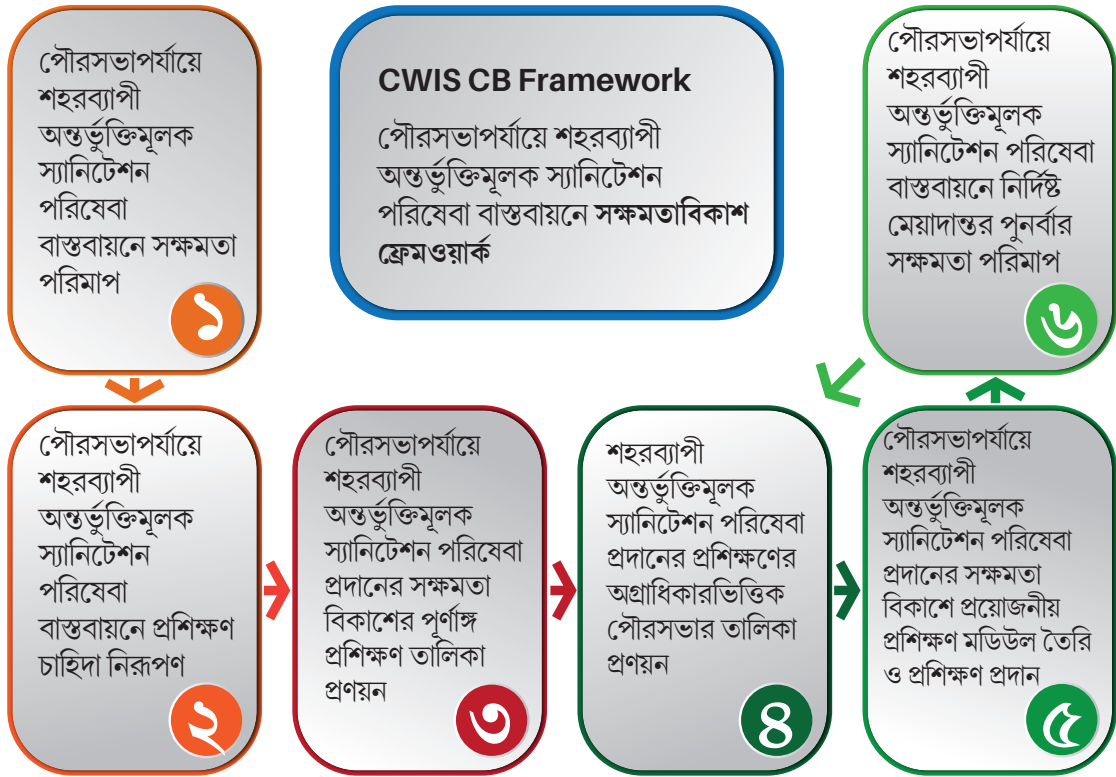 পৌরসভাপর্যায়ে
শহরব্যাপী
অন্তর্ভুক্তিমূলক
স্যানিটেশন
পরিষেবা
বাস্তবায়নে সক্ষমতা
পরিমাপ
১
CWIS CB Framework
পৌরসভাপর্যায়ে শহরব্যাপী
অন্তর্ভুক্তিমূলক স্যানিটেশন
পরিষেবা বাস্তবায়নে সক্ষমতাবিকাশ
ফ্রেমওয়ার্ক
পৌরসভাপর্যায়ে
শহরব্যাপী
অন্তর্ভুক্তিমূলক
স্যানিটেশন
পরিষেবা
বাস্তবায়নে প্রশিক্ষণ
চাহিদা নিরূপণ
২
পৌরসভাপর্যায়ে
শহরব্যাপী
অন্তর্ভুক্তিমূলক
স্যানিটেশন পরিষেবা
প্রদানের সক্ষমতা
বিকাশের পূর্ণাঙ্গ
প্রশিক্ষণ তালিকা
প্রণয়ন
৩
শহরব্যাপী
অন্তর্ভুক্তিমূলক
স্যানিটেশন পরিষেবা
প্রদানের প্রশিক্ষণের
অগ্রাধিকারভিত্তিক
পৌরসভার তালিকা
প্রণয়ন
৪
পৌরসভাপর্যায়ে
শহরব্যাপী
অন্তর্ভুক্তিমূলক
স্যানিটেশন পরিষেবা
প্রদানের সক্ষমতা
বিকাশে প্রয়োজনীয়
প্রশিক্ষণ মডিউল তৈরি
ও প্রশিক্ষণ প্রদান
৫
পৌরসভাপর্যায়ে
শহরব্যাপী
অন্তর্ভুক্তিমূলক
স্যানিটেশন পরিষেবা
বাস্তবায়নে নির্দিষ্ট
মেয়াদান্তর পুনর্বার
সক্ষমতা পরিমাপ
৬